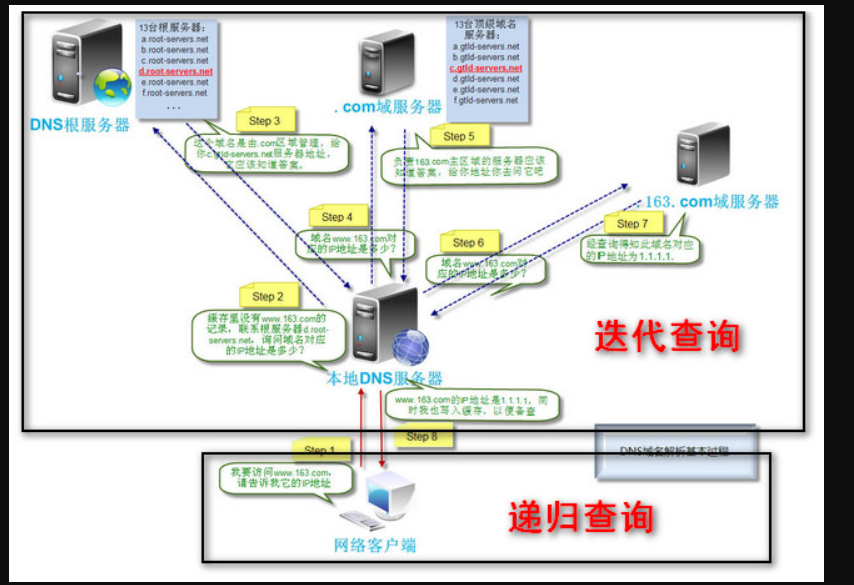 13台根服务器：
a.root-servers.net
b.root-servers.net
c.root-servers.net
d.root-servers.net
e.root-servers.net
f.root-servers.net
...
DNS根服务器
13台顶级域名
服务器：
a.gtld-servers.net
b.gtld-servers.net
c.gtld-servers.net
d.gtld-servers.net
e.gtld-servers.net
f.gtld-servers.net
.com域服务器
Step 3
这个域名是由.com区域管理，给
你c.gtld-servers.net服务器地址，
它应该知道答案。
Step 5
负责163.com主区域的服务器应该
知道答案，给你地址你去问它吧
.163.com域服务器
Step 4
域名www.163.com对
应的IP地址是多少？
Step 6
域名www.163.com对
应的IP地址是多少？
Step 7
经查询得知此域名对应
的IP地址为1.1.1.1.
Step 2
缓存里没有www.163.com的
记录，联系根服务器d.root-
servers.net，询问域名对应
的IP地址是多少？
迭代查询
本地DNS服务器
www.163.com的IP地址是1.1.1.1，同
时我也写入缓存，以便备查
Step 8
Step 1
DNS域名解析基本过程
我要访问www.163.com，
请告诉我它的IP地址
递归查询
网络客户端